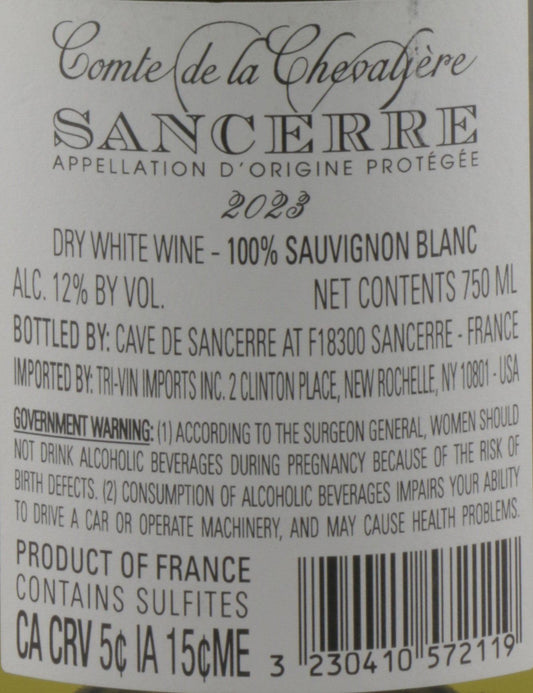 Comte de la Chevalière
SANCERRE
APPELLATION D'ORIGINE PROTÉGÉE
2023
DRY WHITE WINE - 100% SAUVIGNON BLANC
ALC. 12% BY VOL. NET CONTENTS 750 ML
BOTTLED BY: CAVE DE SANCERRE AT F18300 SANCERRE - FRANCE
IMPORTED BY: TRI-VIN IMPORTS INC. 2 CLINTON PLACE, NEW ROCHELLE, NY 10801 - USA
GOVERNMENT WARNING: (1) ACCORDING TO THE SURGEON GENERAL, WOMEN SHOULD
NOT DRINK ALCOHOLIC BEVERAGES DURING PREGNANCY BECAUSE OF THE RISK OF
BIRTH DEFECTS. (2) CONSUMPTION OF ALCOHOLIC BEVERAGES IMPAIRS YOUR ABILITY
TO DRIVE A CAR OR OPERATE MACHINERY, AND MAY CAUSE HEALTH PROBLEMS.
PRODUCT OF FRANCE
CONTAINS SULFITES
CA CRV 5¢ IA 15¢ME
3 230410 572119